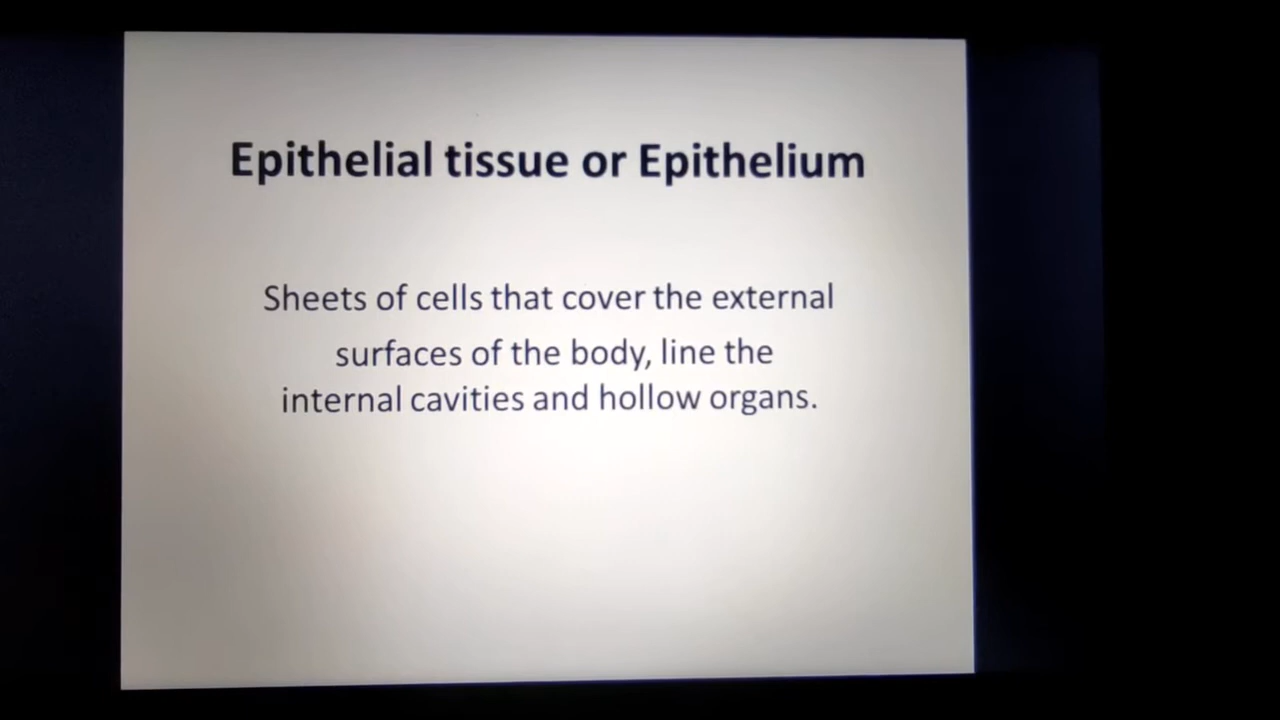 Epithelial tissue or Epithelium
Sheets of cells that cover the external
surfaces of the body, line the
internal cavities and hollow organs.